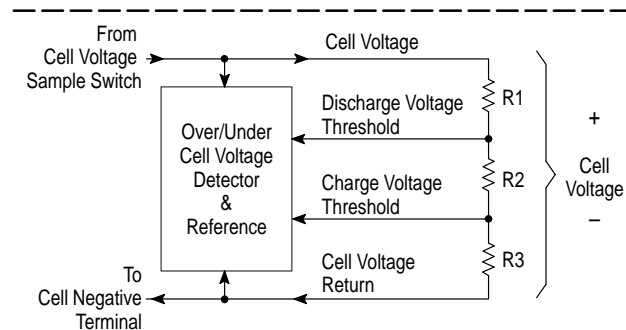 From
Cell Voltage
Sample Switch
Cell Voltage
R1
Discharge Voltage
Threshold
Over/Under
Cell Voltage
Detector
&
Reference
R2
Charge Voltage
Threshold
+
Cell
Voltage
–
R3
Cell Voltage
Return
To
Cell Negative
Terminal